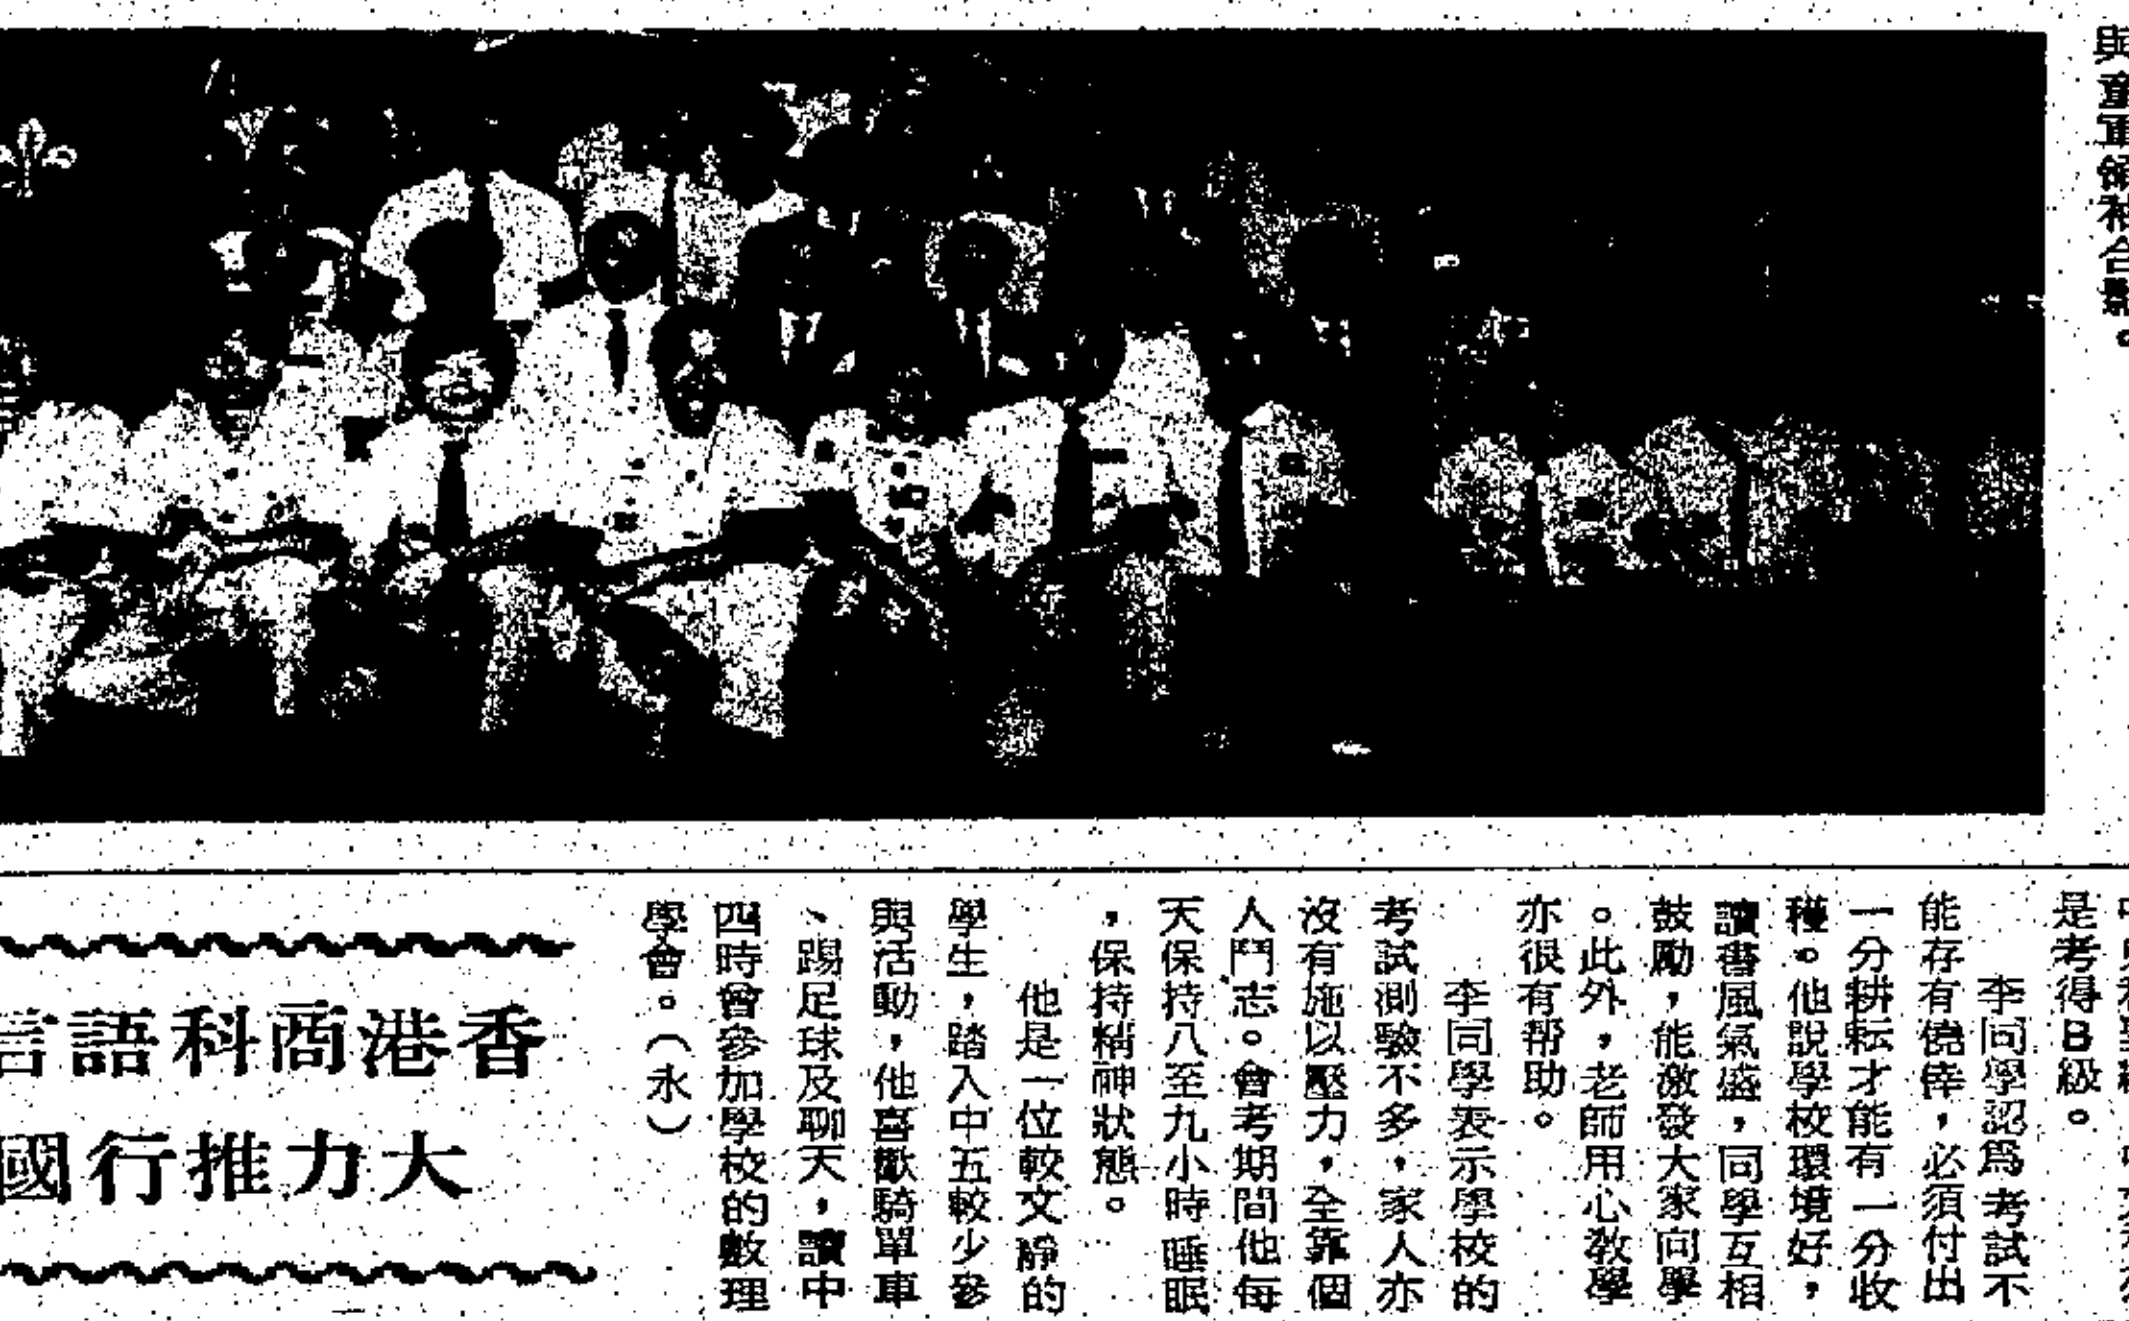 與童軍領袖合影。
是考得B級。
李同學認爲考試不
能存有僥倖，必須付出
一分耕耘才能有一分收
穫。他說學校環境好，
讀書風氣盛，同學互相
鼓勵，能激發大家向學
。此外，老師用心教學
亦很有幫助。
李同學表示學校的
考試測驗不多，家人亦
沒有施以壓力，全靠個
人鬥志。會考期間他每
天保持八至九小時睡眠
，保持精神狀態。
他是一位較文靜的
學生，踏入中五較少參
與活動，他喜歡騎單車
、踢足球及聊天，讀中
四時曾參加學校的數理
學會。（永）
香港商科語言
大力推行國